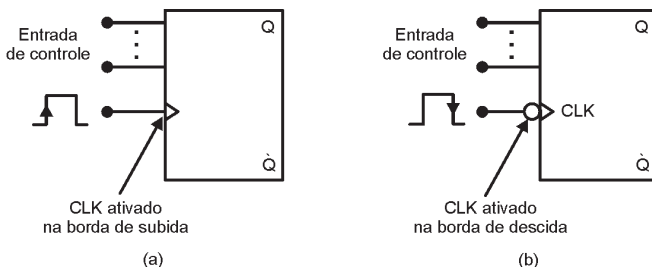 Entrada
de controle
Q
Q̀
CLK ativado
na borda de subida
(a)
Entrada
de controle
Q
CLK
Q̀
CLK ativado
na borda de descida
(b)